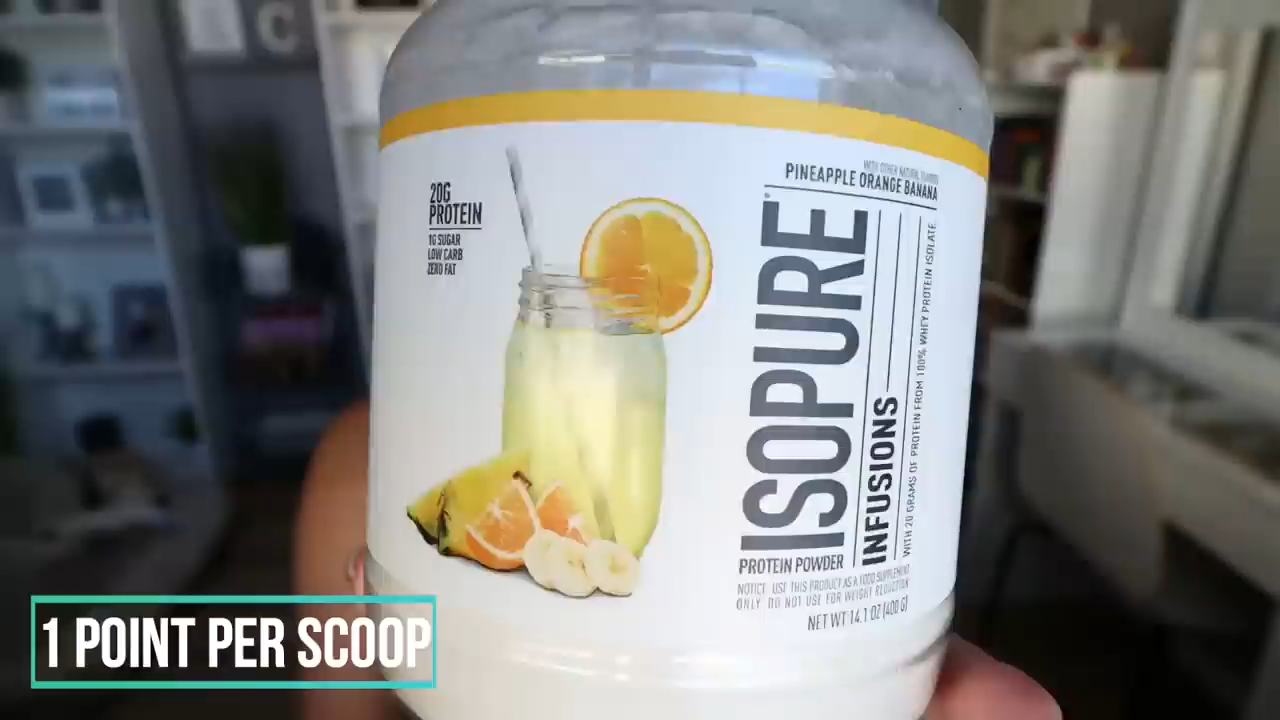 C
20G
PROTEIN
1G SUGAR
LOW CARB
ZERO FAT
WITH OTHER NATURAL FLAVORS
PINEAPPLE ORANGE BANANA
ISOPURE®
INFUSIONS
WITH 20 GRAMS OF PROTEIN FROM 100% WHEY PROTEIN ISOLATE.
PROTEIN POWDER
NOTICE: USE THIS PRODUCT AS A FOOD SUPPLEMENT
ONLY. DO NOT USE FOR WEIGHT REDUCTION
NET WT 14.1 OZ (400 G)
1 POINT PER SCOOP